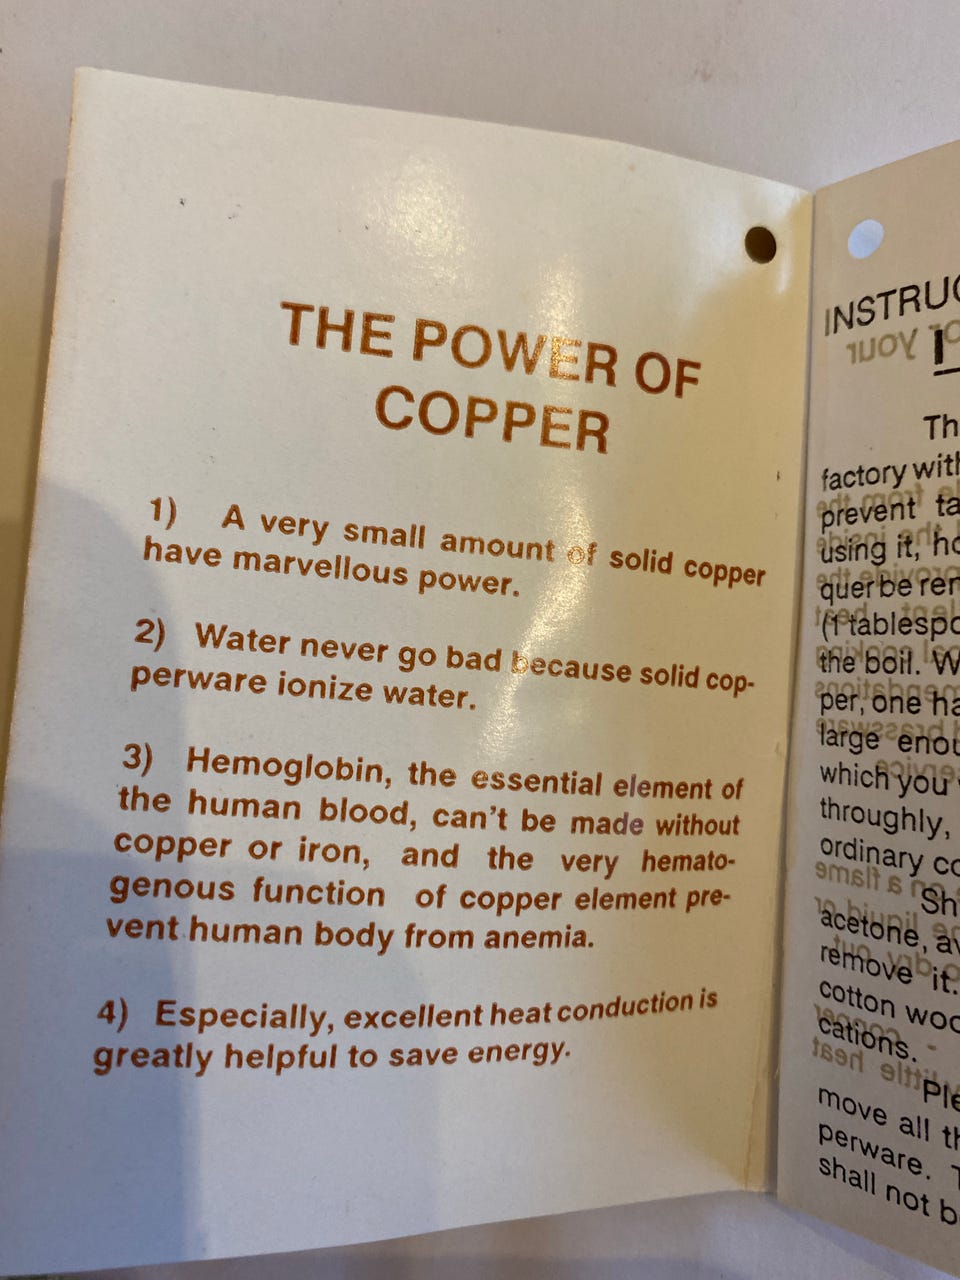 THE POWER OF
COPPER
1) A very small amount of solid copper
have marvellous power.
2) Water never go bad because solid cop-
perware ionize water.
3) Hemoglobin, the essential element of
the human blood, can't be made without
copper or iron, and the very hemato-
genous function of copper element pre-
vent human body from anemia.
4) Especially, excellent heat conduction is
greatly helpful to save energy.
INSTRUC
Th
factory with
prevent ta
using it, ho
quer be rem
(1 tablespo
the boil. W
per, one ha
large enou
which you
throughly,
ordinary co
Sh
acetone, av
remove it.
cotton woo
cations.
Ple
move all th
perware. T
shall not b